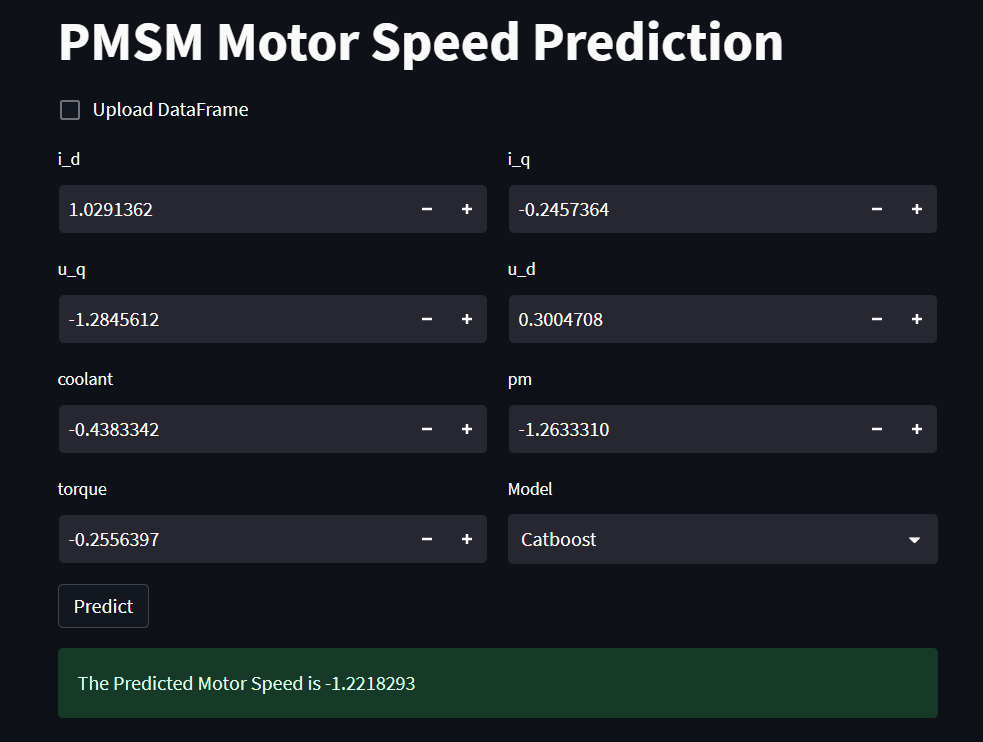 PMSM Motor Speed Prediction
Upload DataFrame
i_d
i_q
1.0291362
-0.2457364
u_q
u_d
-1.2845612
0.3004708
coolant
pm
-0.4383342
-1.2633310
torque
Model
-0.2556397
Catboost
Predict
The Predicted Motor Speed is -1.2218293